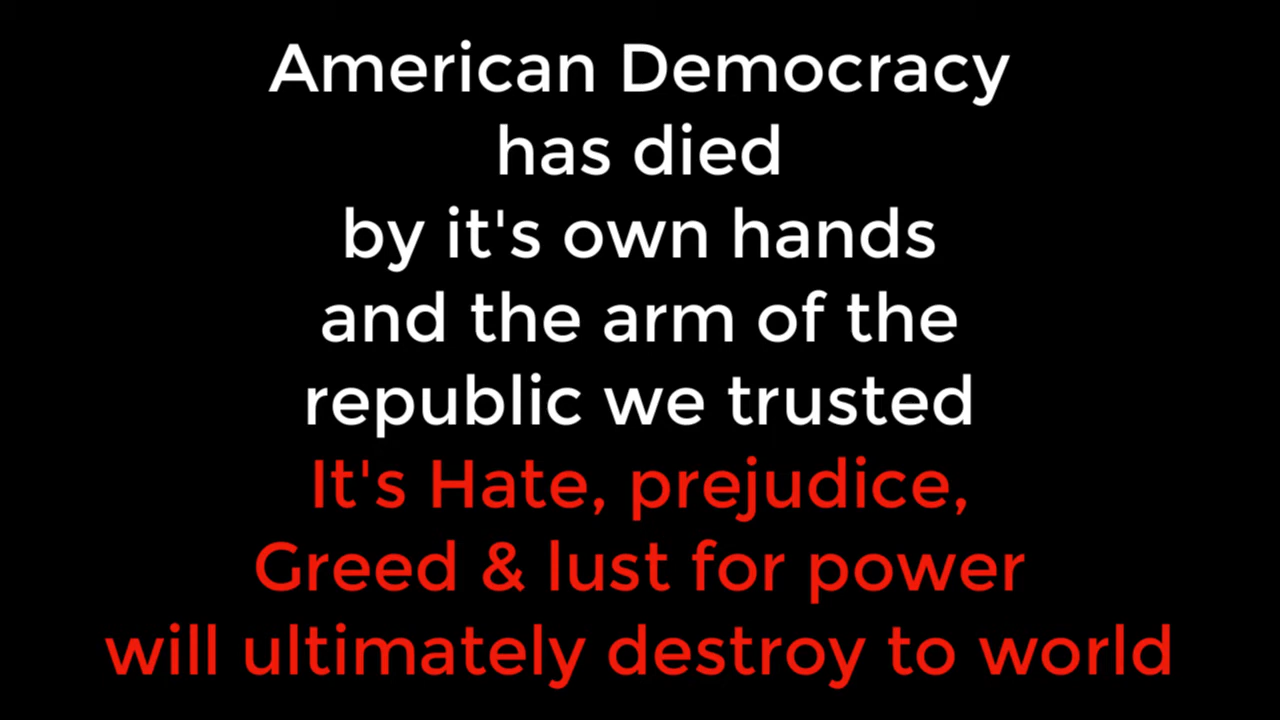 American Democracy
has died
by it's own hands
and the arm of the
republic we trusted
It's Hate, prejudice,
Greed & lust for power
will ultimately destroy to world